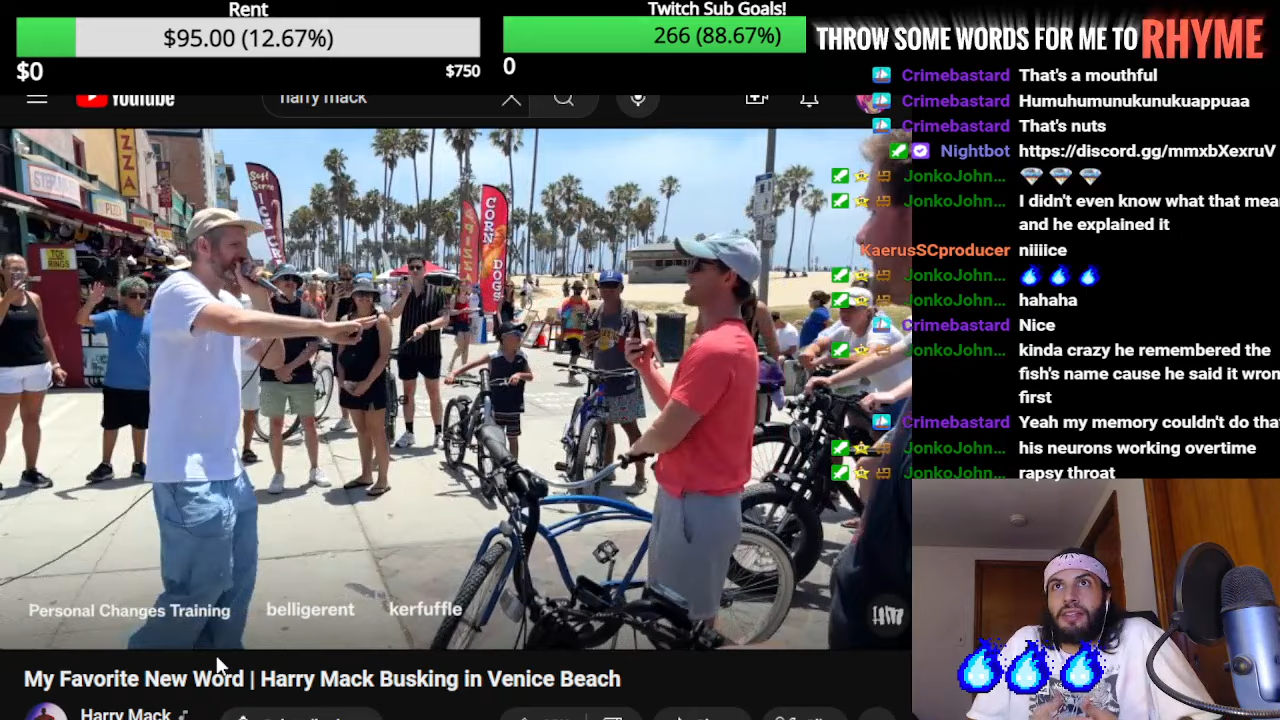 Rent
$95.00 (12.67%)
$0
$750
Twitch Sub Goals!
266 (88.67%)
0
THROW SOME WORDS FOR ME TO RHYME
YouTube
harry mack
Crimebastard That's a mouthful
Crimebastard Humuhumunukunukuappuaa
Crimebastard That's nuts
Nightbot https://discord.gg/mmxbXexruV
JonkoJohn...
JonkoJohn... I didn't even know what that mean
and he explained it
KaerusSCproducer niiiice
JonkoJohn...
JonkoJohn... hahaha
Crimebastard Nice
JonkoJohn... kinda crazy he remembered the
fish's name cause he said it wron
first
Crimebastard Yeah my memory couldn't do tha
JonkoJohn... his neurons working overtime
JonkoJohn... rapsy throat
ZZA
Soft
Serve
TOE
RINGS
CORN DOGS
Personal Changes Training
belligerent
kerfuffle
My Favorite New Word | Harry Mack Busking in Venice Beach
Harry Mack